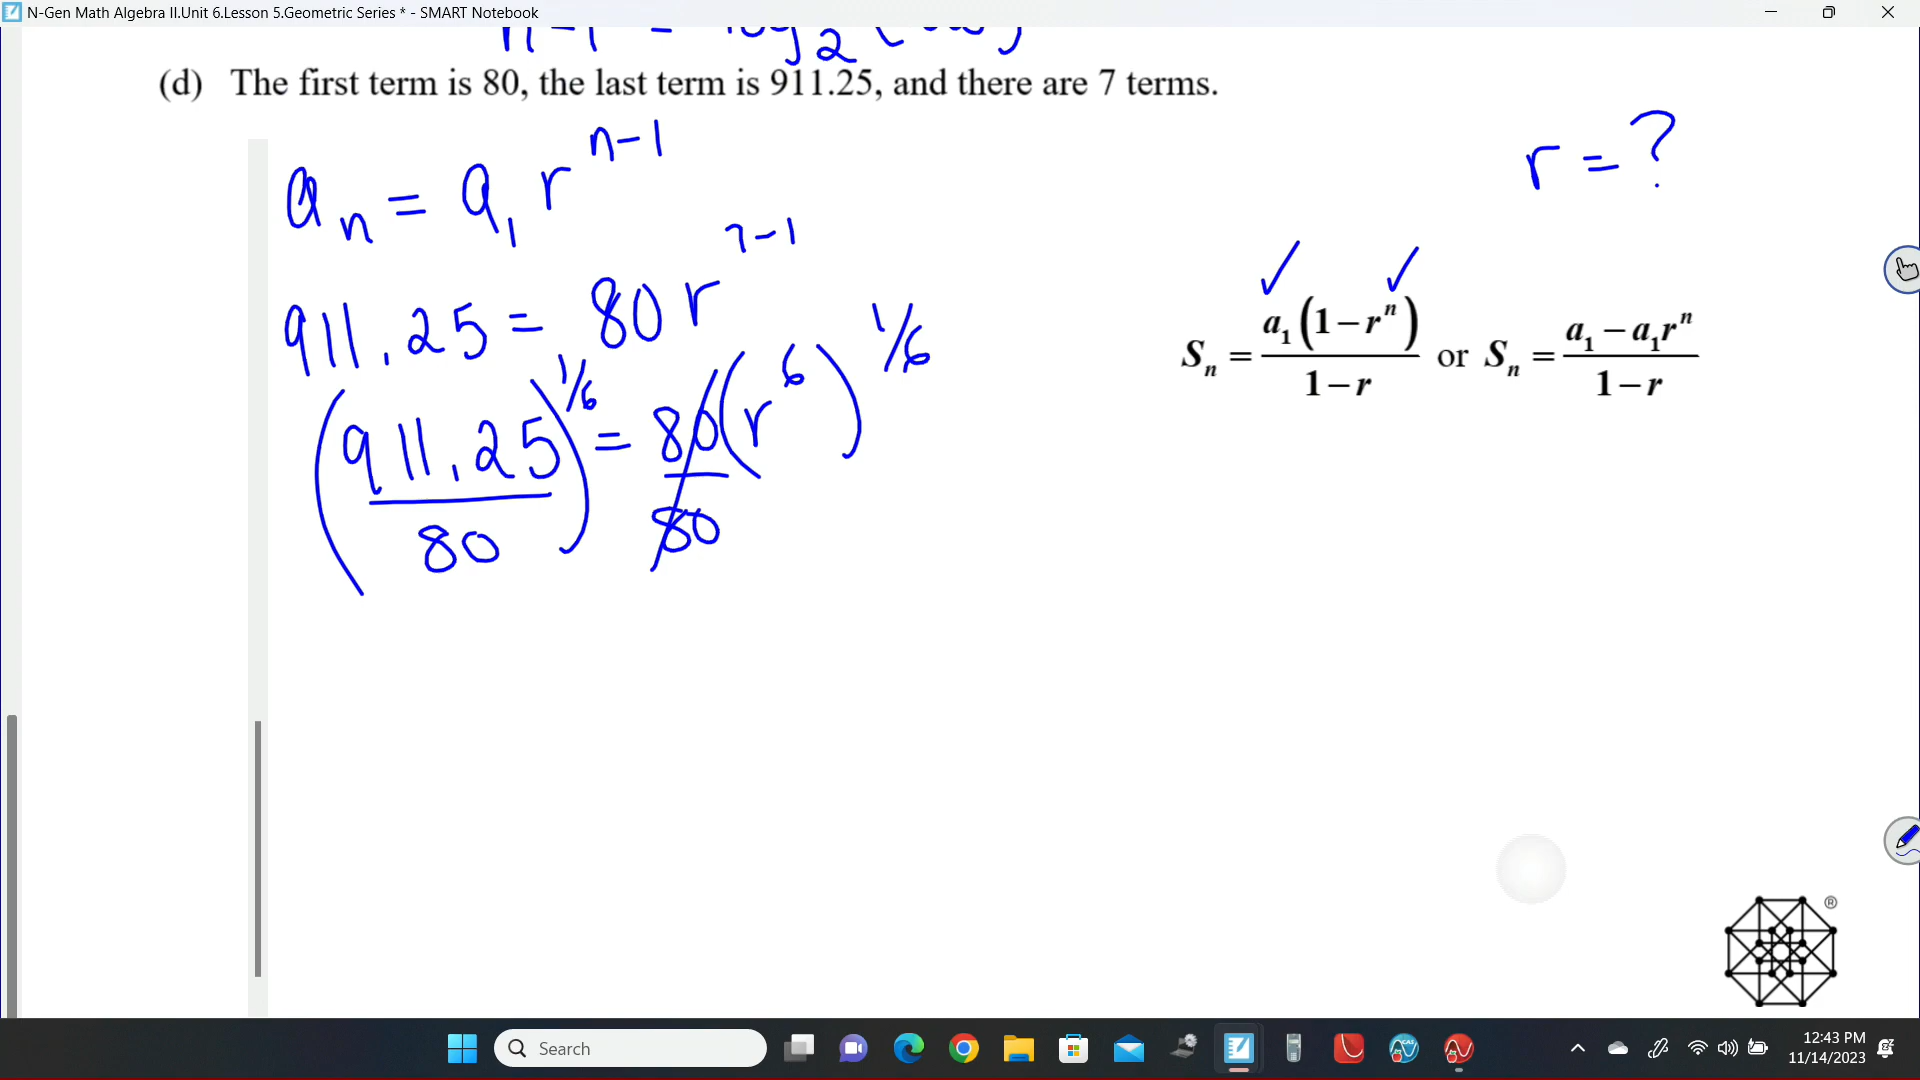 N-Gen Math Algebra II.Unit 6.Lesson 5.Geometric Series * - SMART Notebook
n-1 = log₂( )
(d) The first term is 80, the last term is 911.25, and there are 7 terms.
aₙ = a₁ r^(n-1)
r = ?
911.25 = 80 r^(7-1)
✓ ✓
Sₙ = a₁(1-rⁿ)/(1-r) or Sₙ = (a₁-a₁rⁿ)/(1-r)
(911.25/80)^(1/6) = 80/80 (r⁶)^(1/6)
®
Search
CAS
12:43 PM
11/14/2023